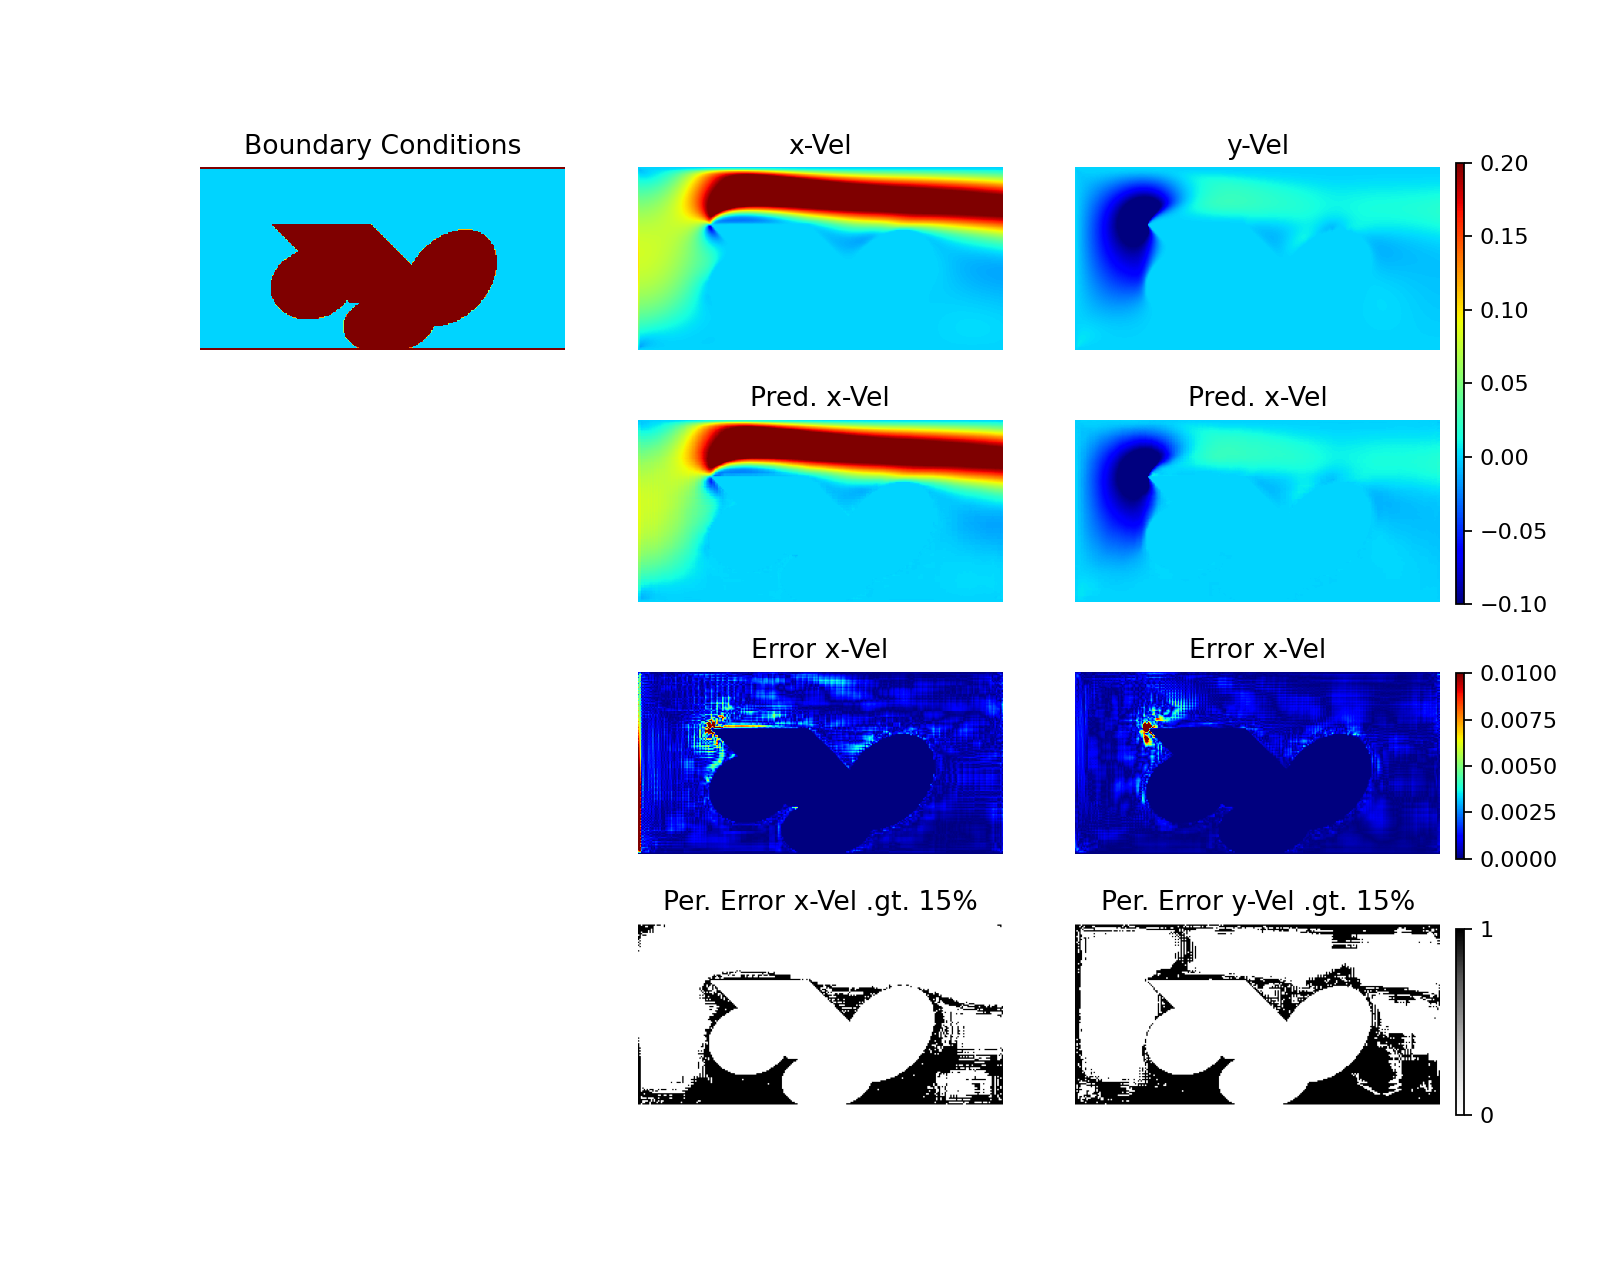 Boundary Conditions
x-Vel
y-Vel
0.20
0.15
0.10
0.05
0.00
−0.05
−0.10
Pred. x-Vel
Pred. x-Vel
Error x-Vel
Error x-Vel
0.0100
0.0075
0.0050
0.0025
0.0000
Per. Error x-Vel .gt. 15%
Per. Error y-Vel .gt. 15%
1
0